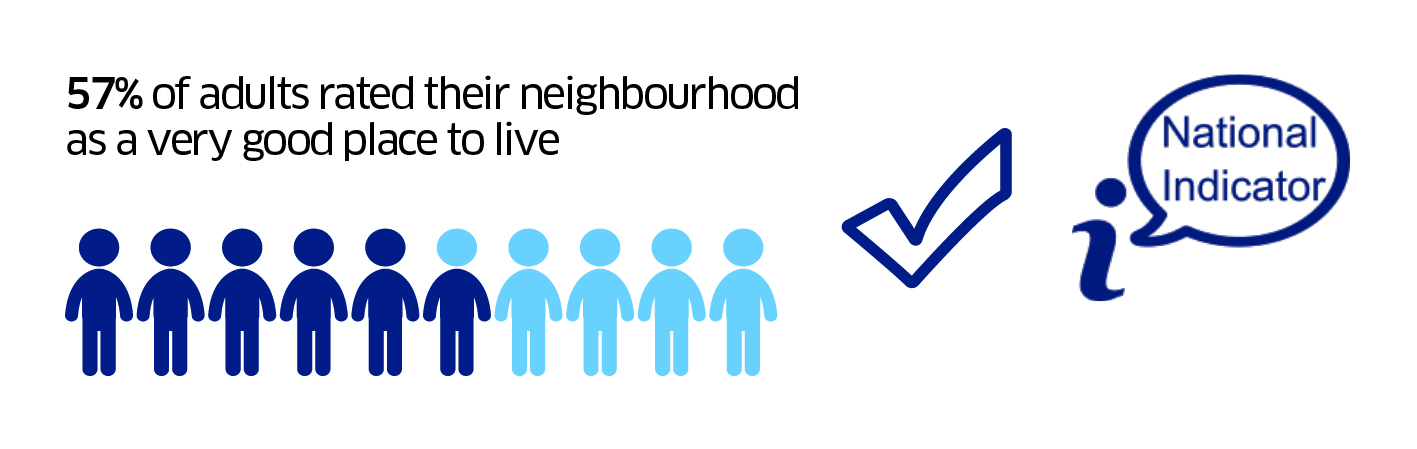 57% of adults rated their neighbourhood
as a very good place to live
National
Indicator